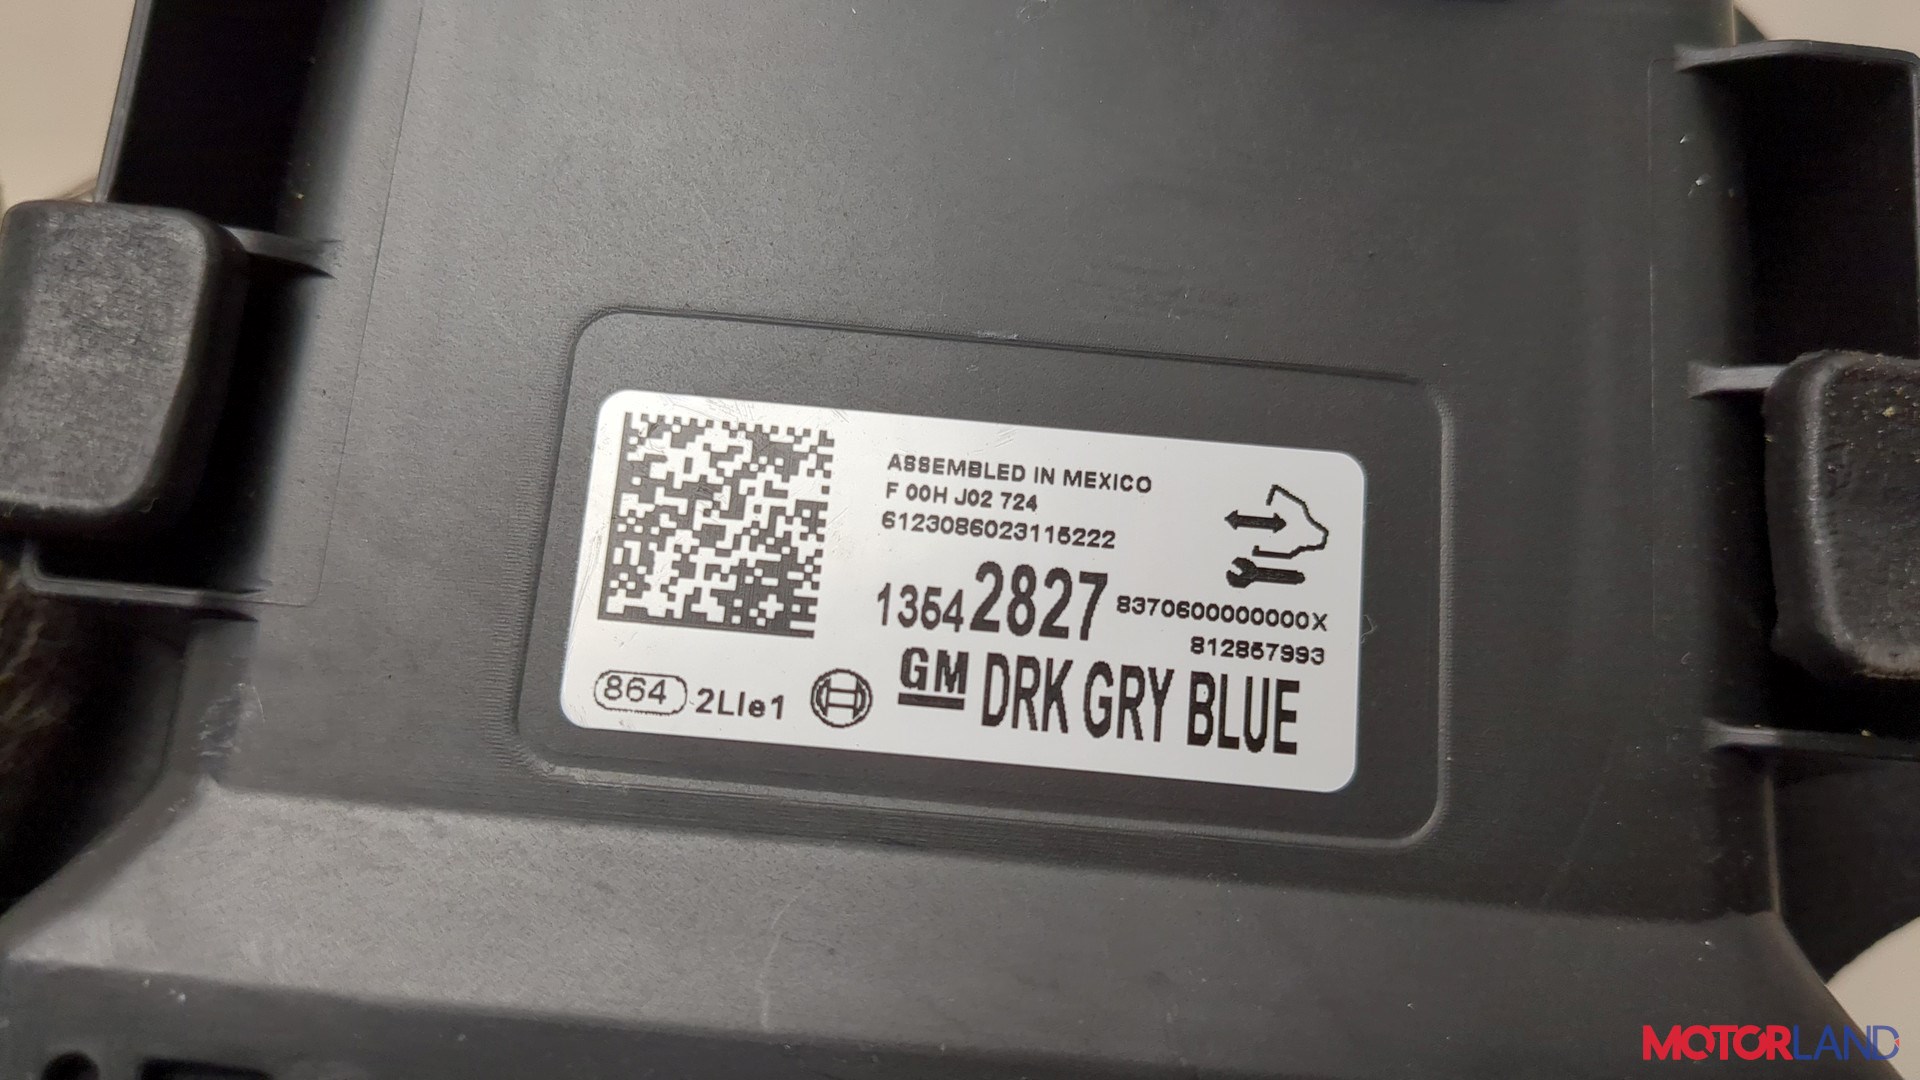 ASSEMBLED IN MEXICO
F 00H J02 724
6123086023115222
13542827
8370600000000X
812857993
GM DRK GRY BLUE
864 2LIe1
MOTORLAND